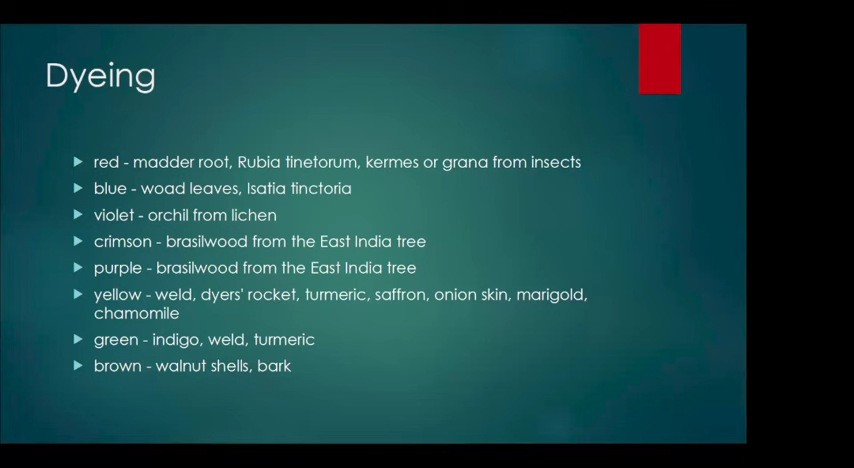 Dyeing
red - madder root, Rubia tinetorum, kermes or grana from insects
blue - woad leaves, Isatia tinctoria
violet - orchil from lichen
crimson - brasilwood from the East India tree
purple - brasilwood from the East India tree
yellow - weld, dyers' rocket, turmeric, saffron, onion skin, marigold,
chamomile
green - indigo, weld, turmeric
brown - walnut shells, bark